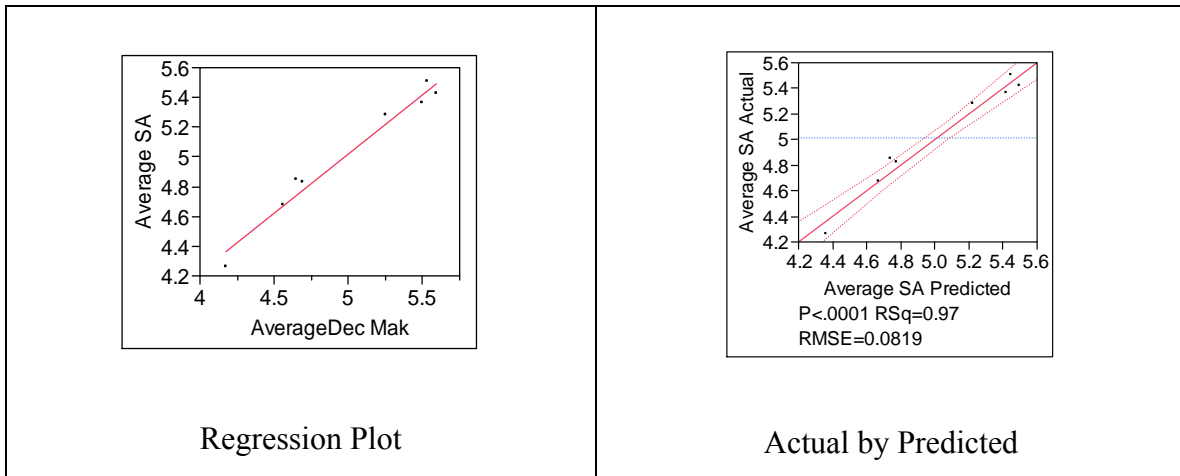 5.6
5.4
5.2
5
4.8
4.6
4.4
4.2
Average SA
4 4.5 5 5.5
AverageDec Mak
Regression Plot
5.6
5.4
5.2
5
4.8
4.6
4.4
4.2
Average SA Actual
4.2 4.4 4.6 4.8 5.0 5.2 5.4 5.6
Average SA Predicted
P<.0001 RSq=0.97
RMSE=0.0819
Actual by Predicted